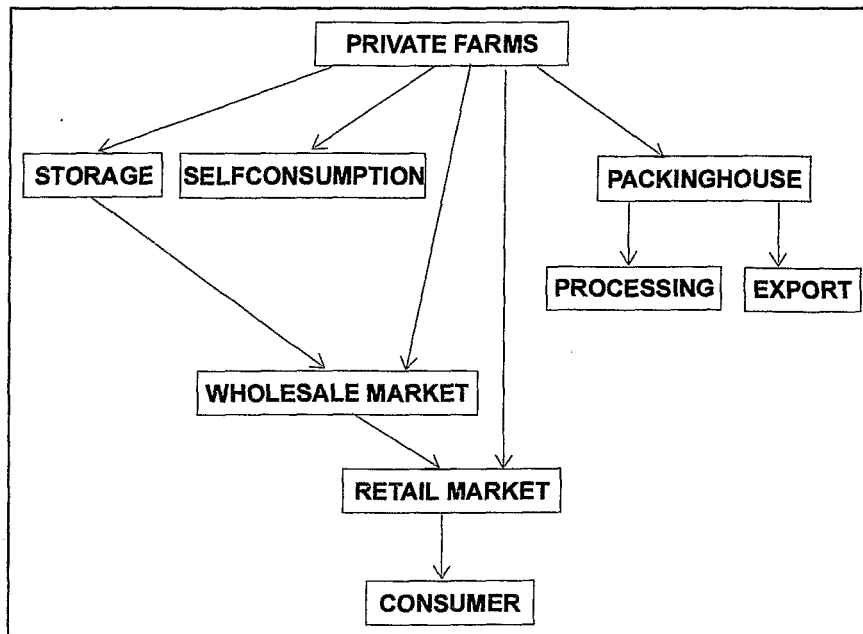 PRIVATE FARMS
STORAGE
SELFCONSUMPTION
PACKINGHOUSE
PROCESSING
EXPORT
WHOLESALE MARKET
RETAIL MARKET
CONSUMER